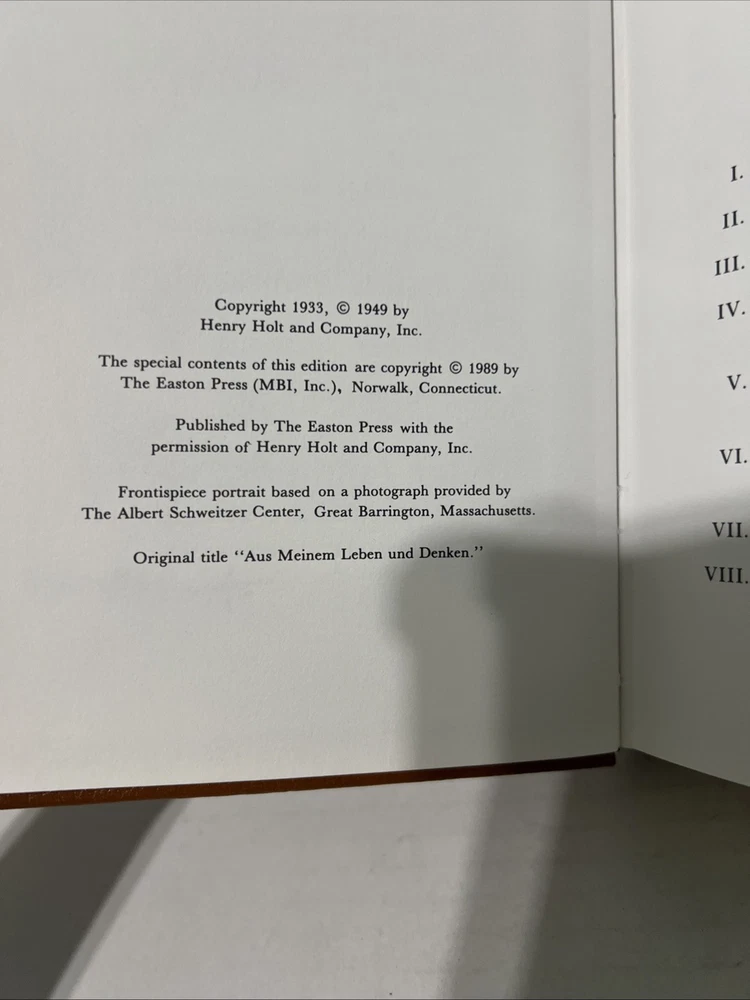 Copyright 1933, © 1949 by
Henry Holt and Company, Inc.
The special contents of this edition are copyright © 1989 by
The Easton Press (MBI, Inc.), Norwalk, Connecticut.
Published by The Easton Press with the
permission of Henry Holt and Company, Inc.
Frontispiece portrait based on a photograph provided by
The Albert Schweitzer Center, Great Barrington, Massachusetts.
Original title “Aus Meinem Leben und Denken.”
I.
II.
III.
IV.
V.
VI.
VII.
VIII.